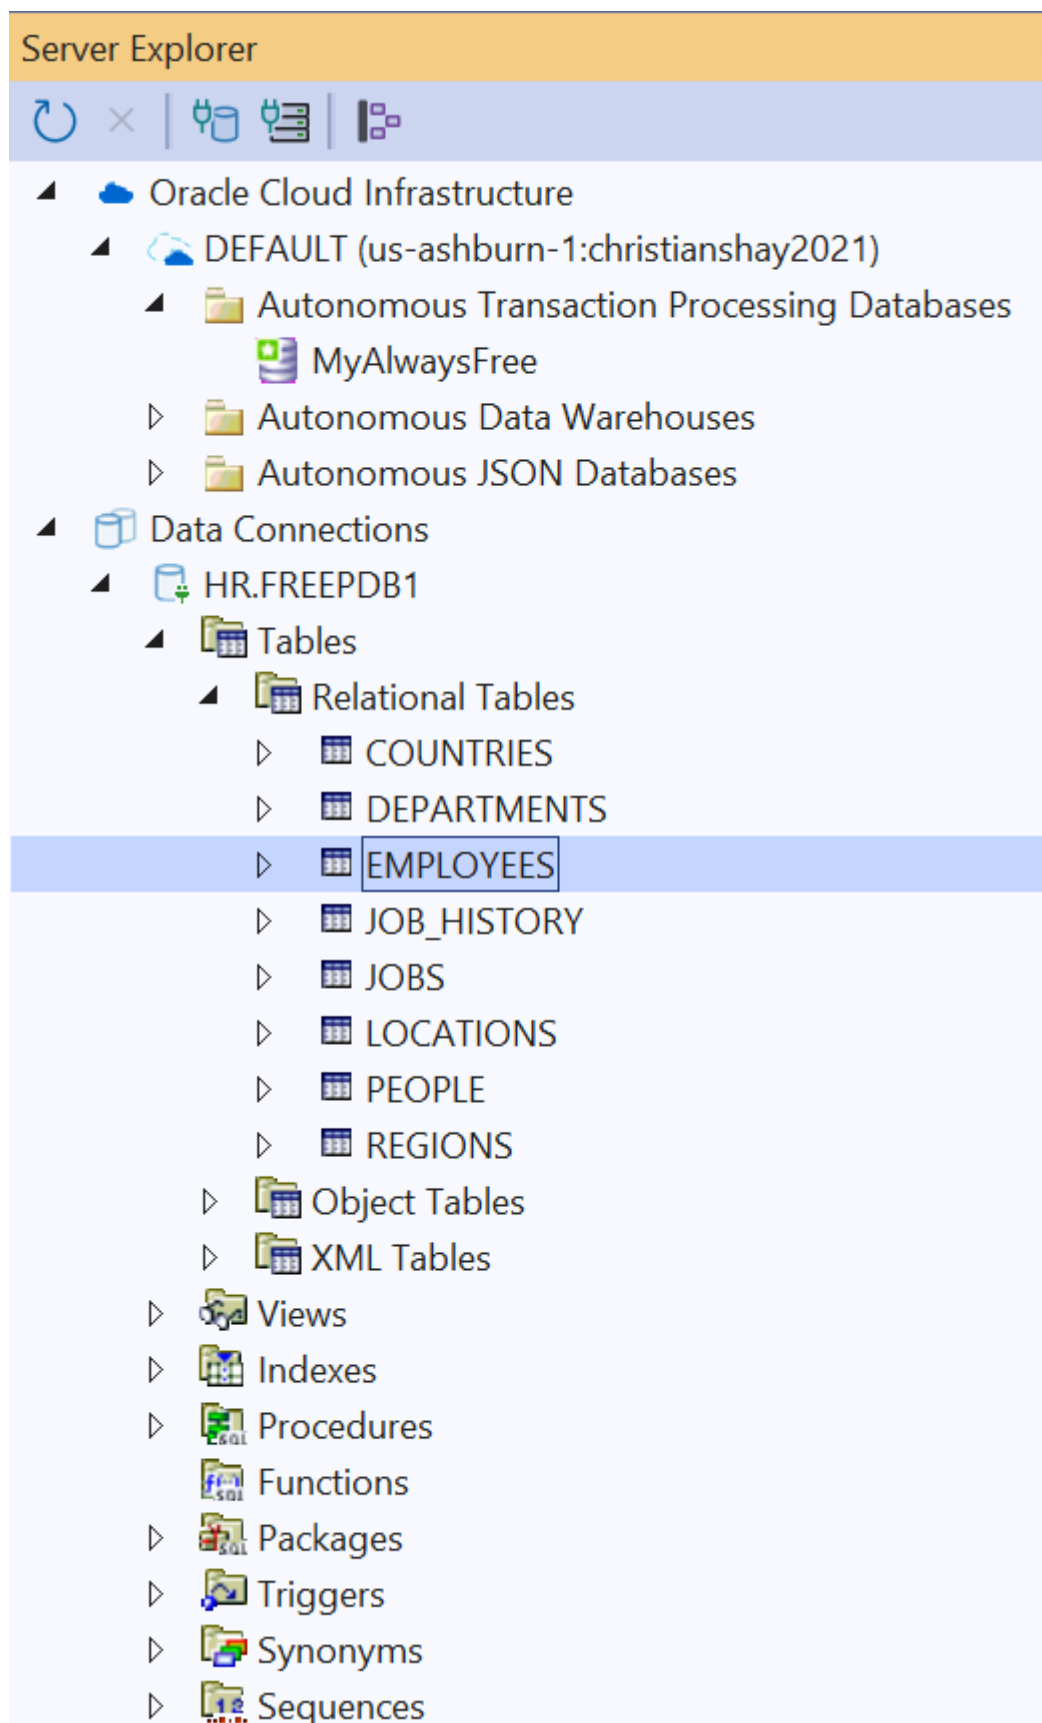 Server Explorer
Oracle Cloud Infrastructure
DEFAULT (us-ashburn-1:christianshay2021)
Autonomous Transaction Processing Databases
MyAlwaysFree
Autonomous Data Warehouses
Autonomous JSON Databases
Data Connections
HR.FREEPDB1
Tables
Relational Tables
COUNTRIES
DEPARTMENTS
EMPLOYEES
JOB_HISTORY
JOBS
LOCATIONS
PEOPLE
REGIONS
Object Tables
XML Tables
Views
Indexes
Procedures
Functions
Packages
Triggers
Synonyms
Sequences